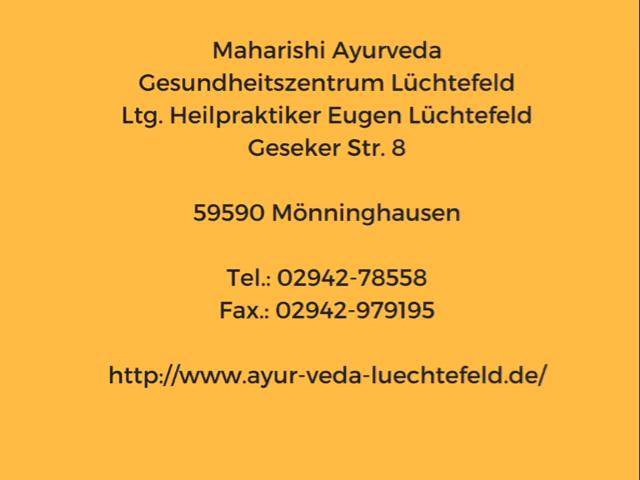 Maharishi Ayurveda
Gesundheitszentrum Lüchtefeld
Ltg. Heilpraktiker Eugen Lüchtefeld
Geseker Str. 8
59590 Mönninghausen
Tel.: 02942-78558
Fax.: 02942-979195
http://www.ayur-veda-luechtefeld.de/